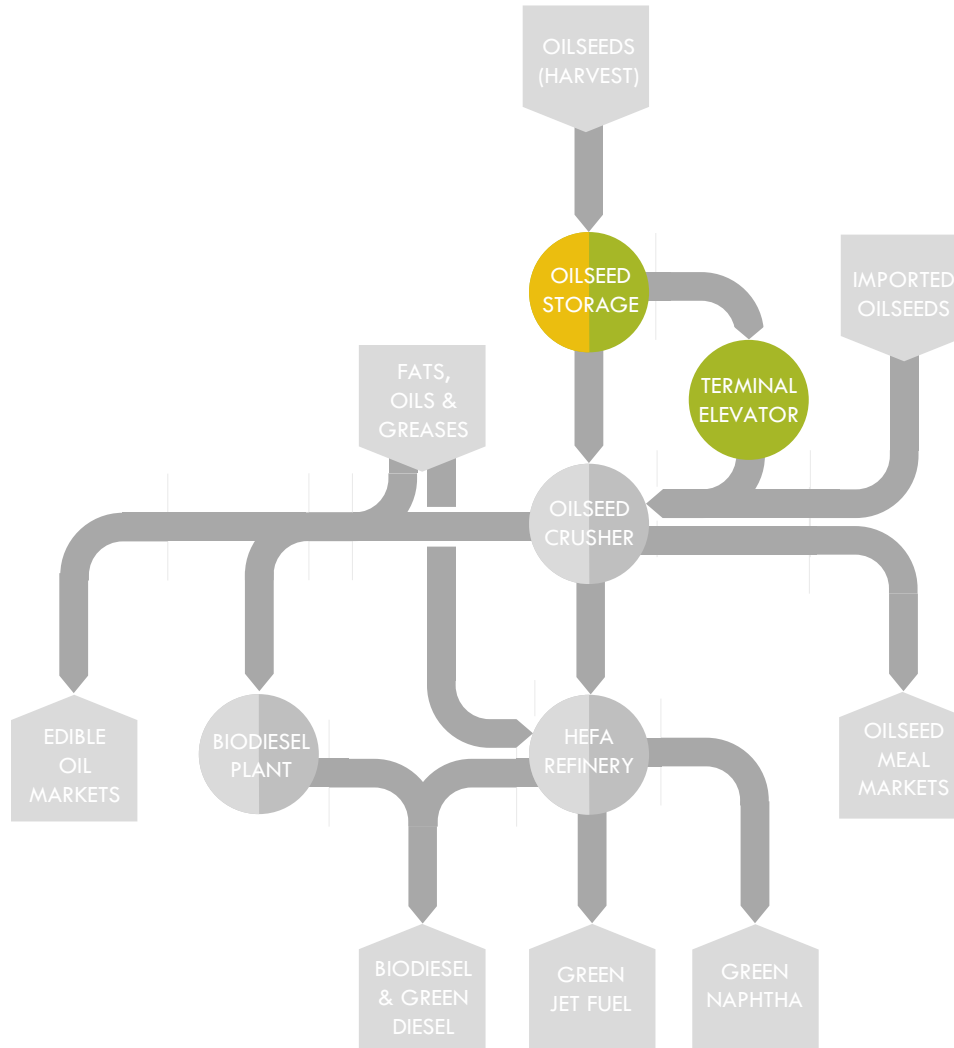 OILSEEDS
(HARVEST)
OILSEED
STORAGE
IMPORTED
OILSEEDS
FATS,
OILS &
GREASES
TERMINAL
ELEVATOR
OILSEED
CRUSHER
EDIBLE
OIL
MARKETS
BIODIESEL
PLANT
HEFA
REFINERY
OILSEED
MEAL
MARKETS
BIODIESEL
& GREEN
DIESEL
GREEN
JET FUEL
GREEN
NAPHTHA